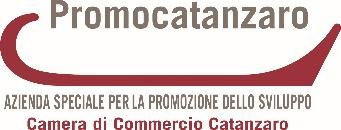 Promocatanzaro
AZIENDA SPECIALE PER LA PROMOZIONE DELLO SVILUPPO
Camera di Commercio Catanzaro